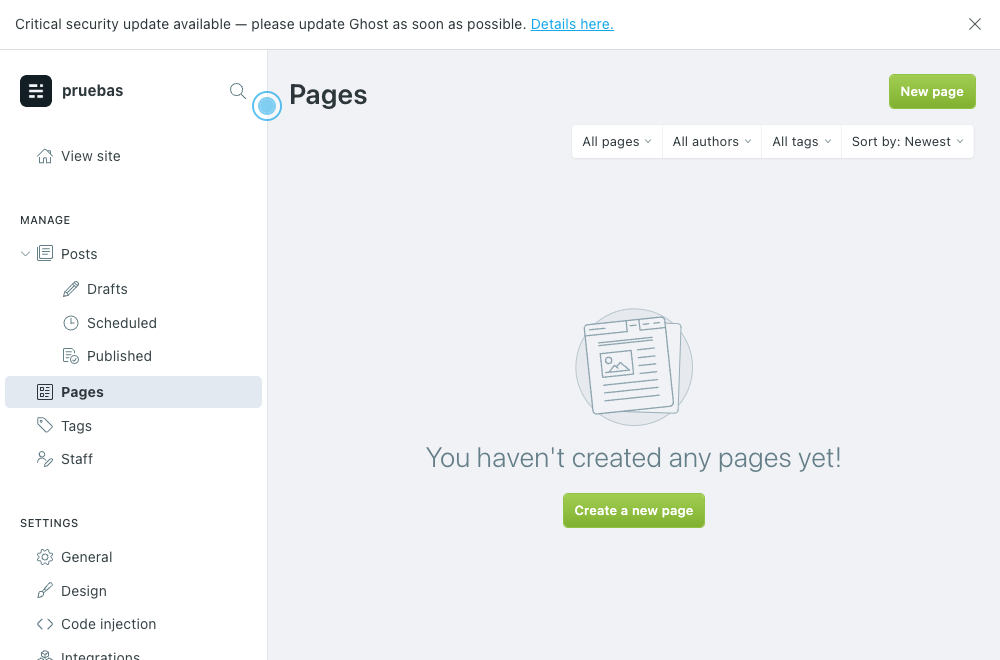 Critical security update available — please update Ghost as soon as possible. Details here.
pruebas
View site
MANAGE
Posts
Drafts
Scheduled
Published
Pages
Tags
Staff
SETTINGS
General
Design
Code injection
Integrations
Pages
New page
All pages
All authors
All tags
Sort by: Newest
You haven't created any pages yet!
Create a new page